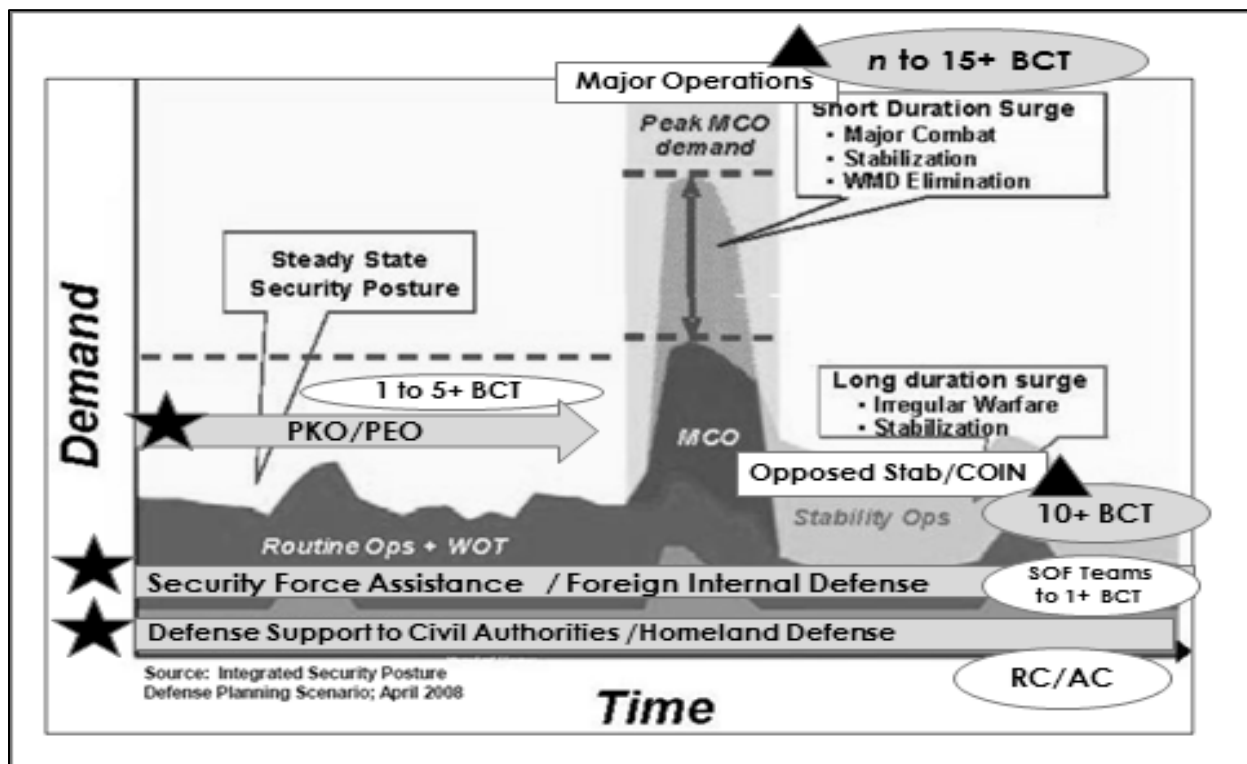 n to 15+ BCT
Major Operations
Short Duration Surge
• Major Combat
• Stabilization
• WMD Elimination
Peak MCO
demand
Steady State
Security Posture
Demand
1 to 5+ BCT
PKO/PEO
MCO
Long duration surge
• Irregular Warfare
• Stabilization
Opposed Stab/COIN
Stability Ops
10+ BCT
Routine Ops + WOT
Security Force Assistance / Foreign Internal Defense
SOF Teams
to 1+ BCT
Defense Support to Civil Authorities /Homeland Defense
Source: Integrated Security Posture
Defense Planning Scenario; April 2008
RC/AC
Time